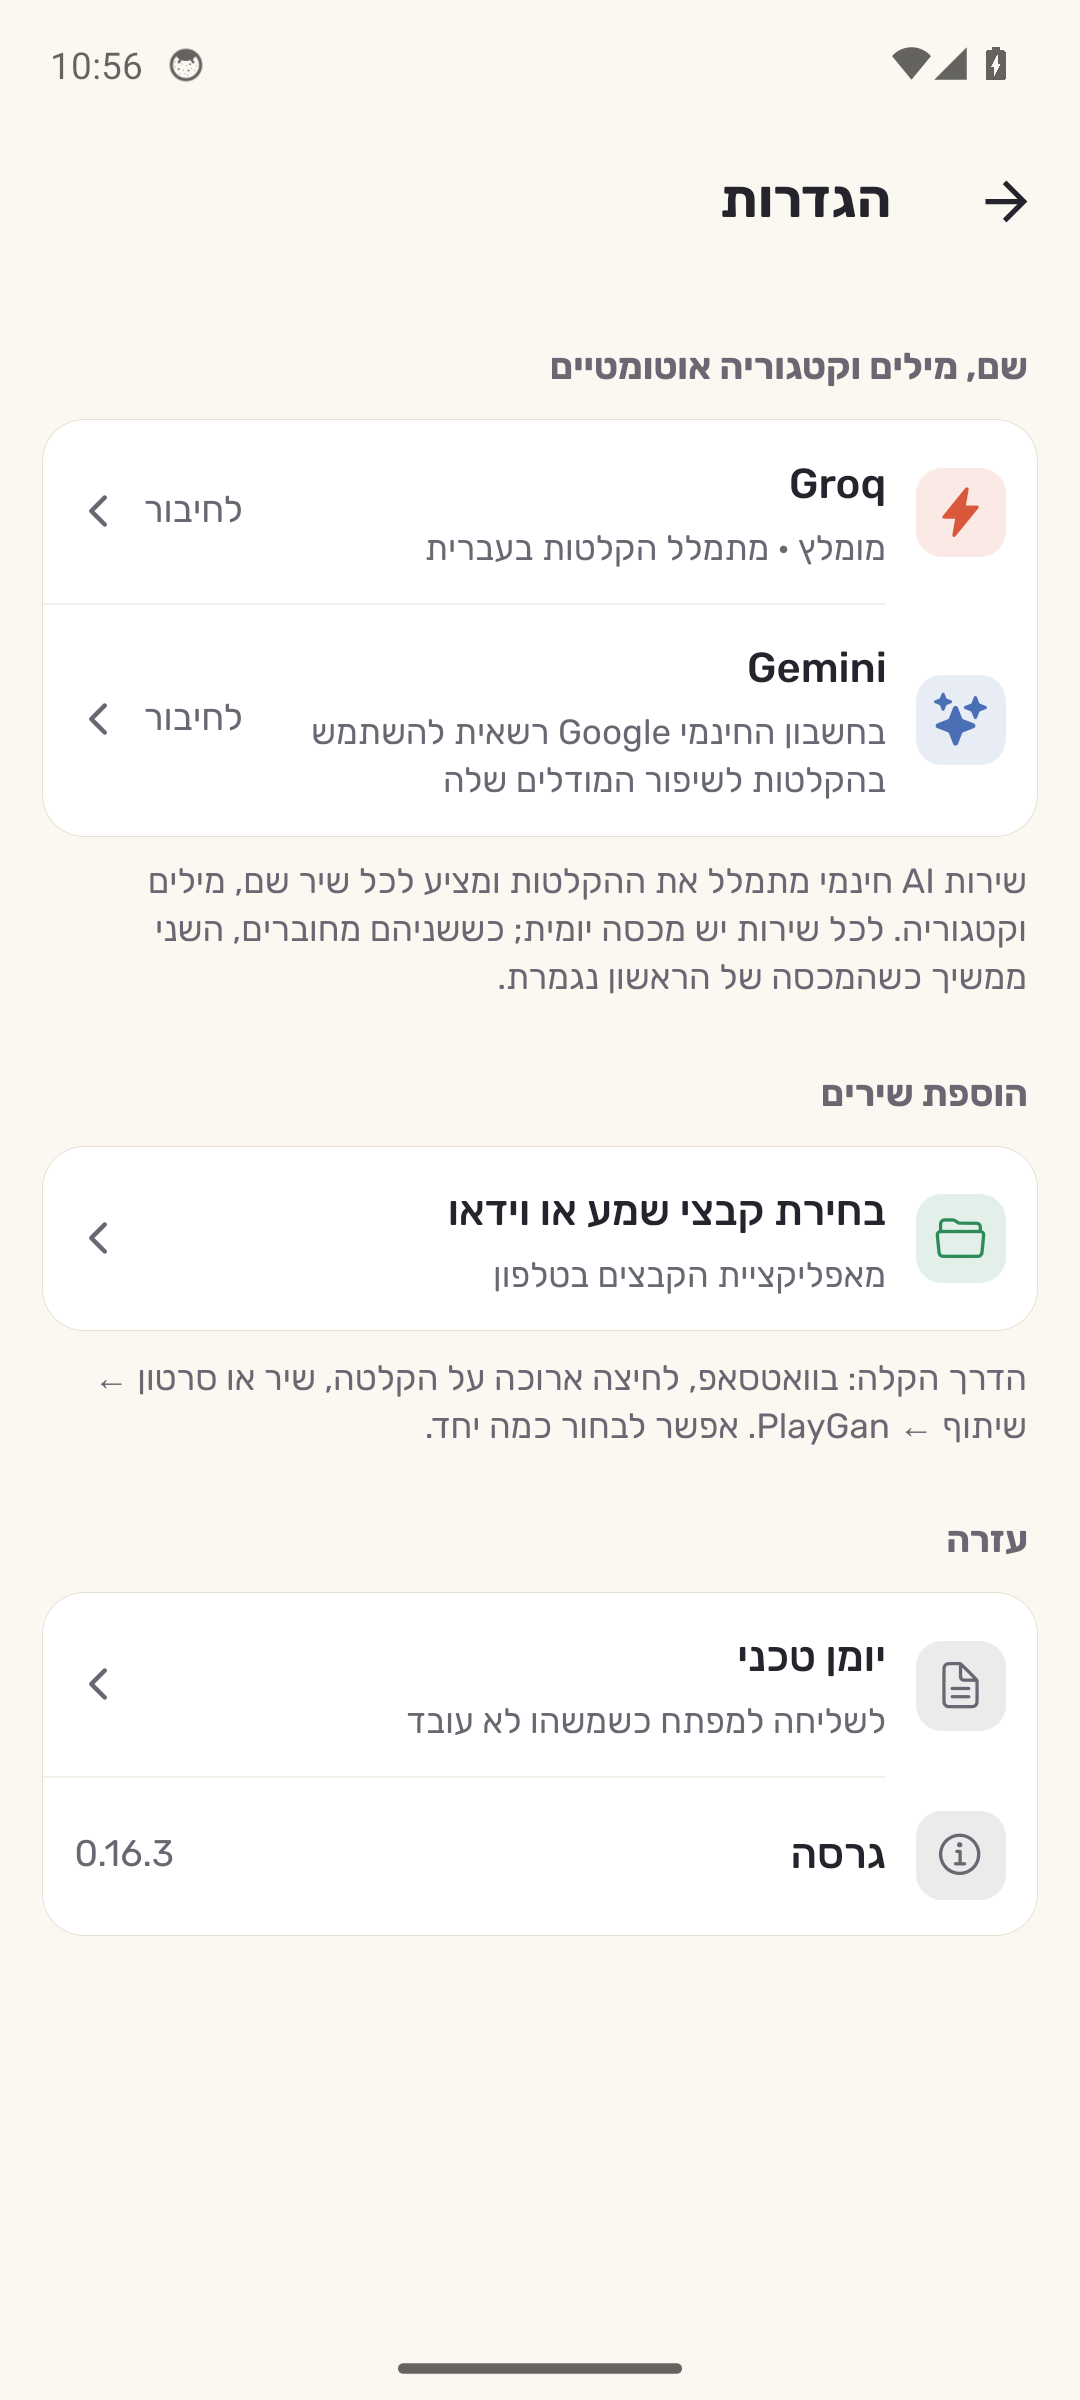 10:56
הגדרות
שם, מילים וקטגוריה אוטומטיים
Groq
מומלץ • מתמלל הקלטות בעברית
לחיבור
Gemini
בחשבון החינמי Google רשאית להשתמש
בהקלטות לשיפור המודלים שלה
לחיבור
שירות AI חינמי מתמלל את ההקלטות ומציע לכל שיר שם, מילים
וקטגוריה. לכל שירות יש מכסה יומית; כששניהם מחוברים, השני
ממשיך כשהמכסה של הראשון נגמרת.
הוספת שירים
בחירת קבצי שמע או וידאו
מאפליקציית הקבצים בטלפון
הדרך הקלה: בוואטסאפ, לחיצה ארוכה על הקלטה, שיר או סרטון ←
שיתוף ← PlayGan. אפשר לבחור כמה יחד.
עזרה
יומן טכני
לשליחה למפתח כשמשהו לא עובד
גרסה
0.16.3